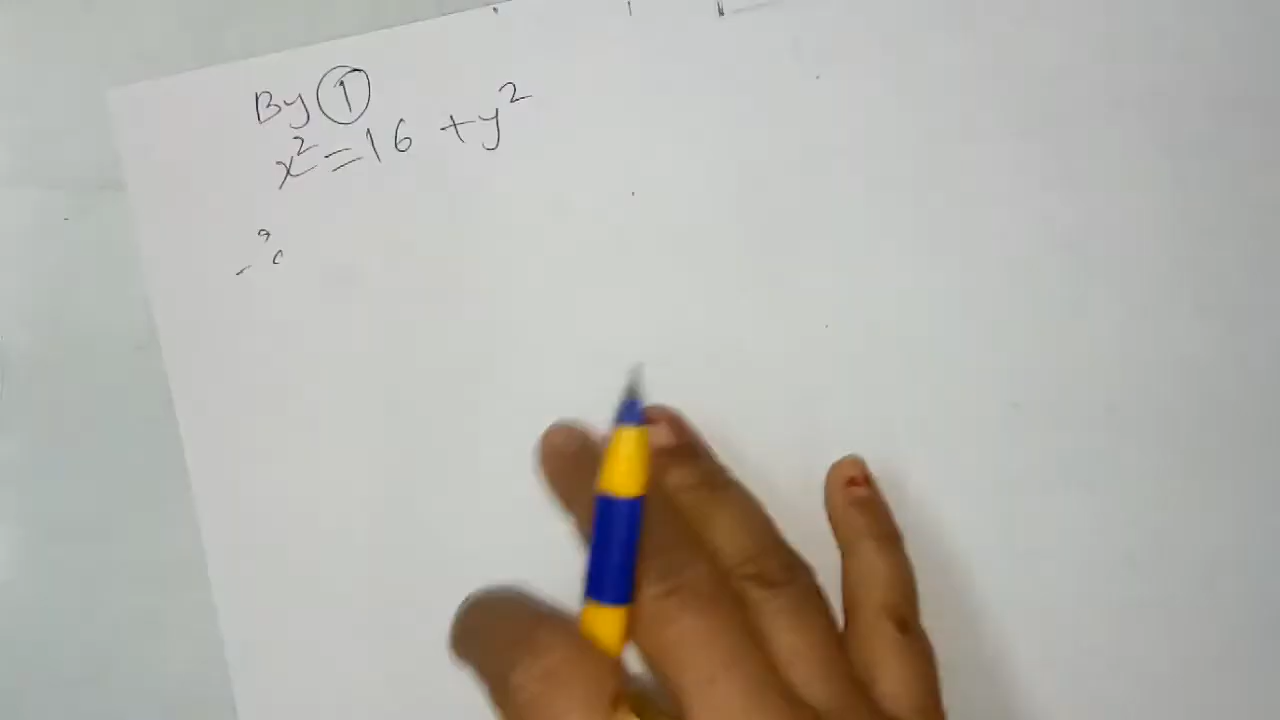 By ①
x² = 16 + y²